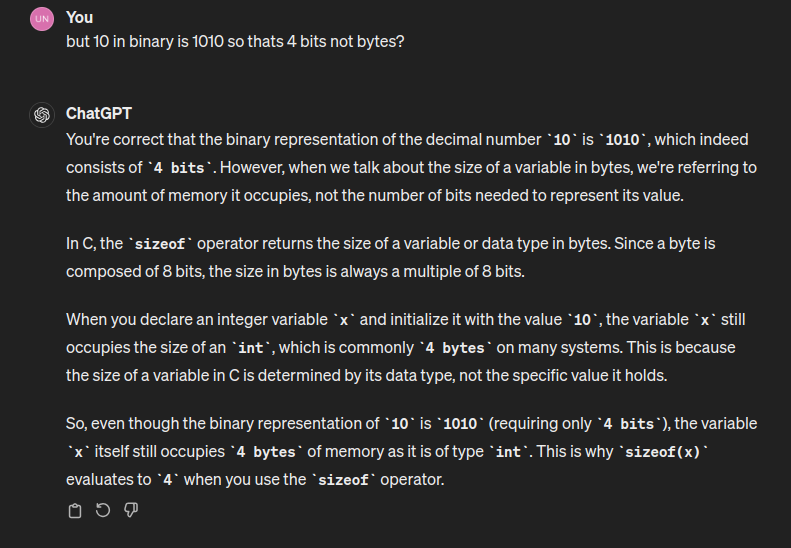 UN
You
but 10 in binary is 1010 so thats 4 bits not bytes?
ChatGPT
You're correct that the binary representation of the decimal number `10` is `1010`, which indeed
consists of `4 bits`. However, when we talk about the size of a variable in bytes, we're referring to
the amount of memory it occupies, not the number of bits needed to represent its value.
In C, the `sizeof` operator returns the size of a variable or data type in bytes. Since a byte is
composed of 8 bits, the size in bytes is always a multiple of 8 bits.
When you declare an integer variable `x` and initialize it with the value `10`, the variable `x` still
occupies the size of an `int`, which is commonly `4 bytes` on many systems. This is because
the size of a variable in C is determined by its data type, not the specific value it holds.
So, even though the binary representation of `10` is `1010` (requiring only `4 bits`), the variable
`x` itself still occupies `4 bytes` of memory as it is of type `int`. This is why `sizeof(x)`
evaluates to `4` when you use the `sizeof` operator.